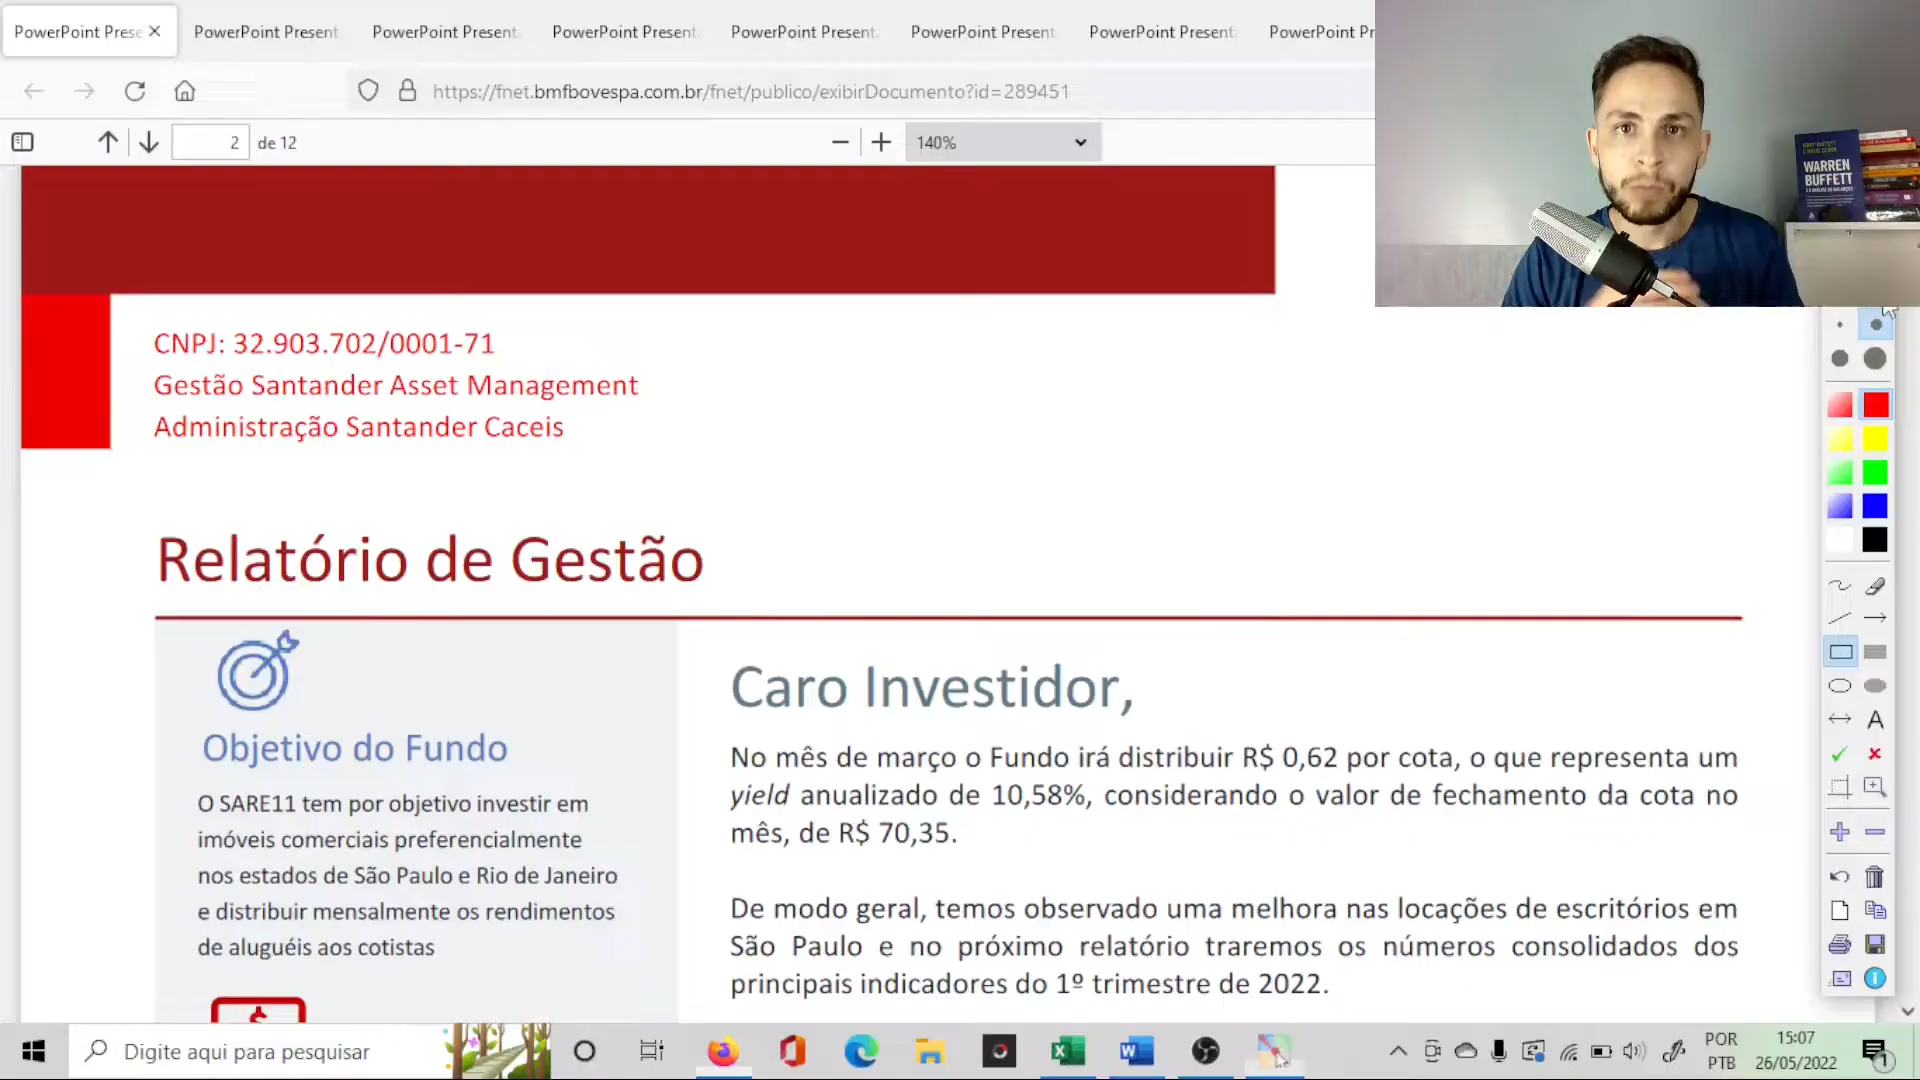 PowerPoint Prese
PowerPoint Present
PowerPoint Present
PowerPoint Present
PowerPoint Present
PowerPoint Present
PowerPoint Present
PowerPoint Pr
https://fnet.bmfbovespa.com.br/fnet/publico/exibirDocumento?id=289451
2 de 12
140%
WARREN
BUFFETT
CNPJ: 32.903.702/0001-71
Gestão Santander Asset Management
Administração Santander Caceis
Relatório de Gestão
Objetivo do Fundo
O SARE11 tem por objetivo investir em
imóveis comerciais preferencialmente
nos estados de São Paulo e Rio de Janeiro
e distribuir mensalmente os rendimentos
de aluguéis aos cotistas
Caro Investidor,
No mês de março o Fundo irá distribuir R$ 0,62 por cota, o que representa um
yield anualizado de 10,58%, considerando o valor de fechamento da cota no
mês, de R$ 70,35.
De modo geral, temos observado uma melhora nas locações de escritórios em
São Paulo e no próximo relatório traremos os números consolidados dos
principais indicadores do 1º trimestre de 2022.
A
Digite aqui para pesquisar
POR
PTB
15:07
26/05/2022
1